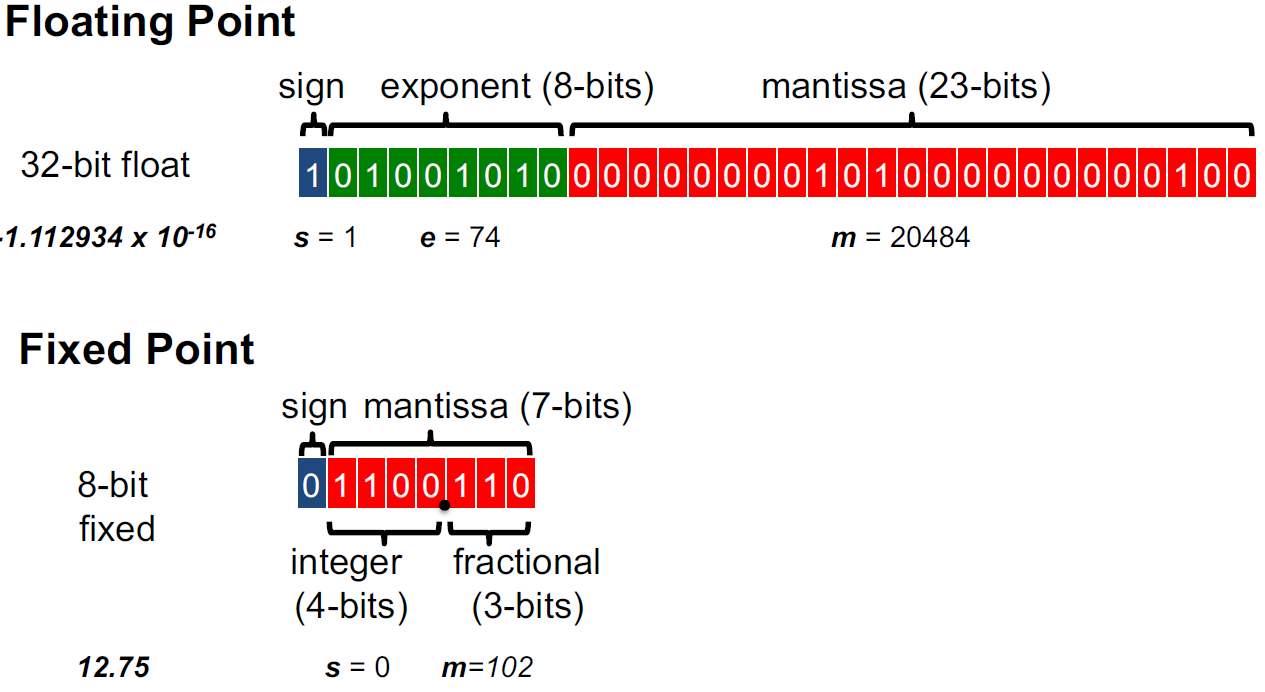 Floating Point
sign exponent (8-bits) mantissa (23-bits)
32-bit float 1 0 1 0 0 1 0 1 0 0 0 0 0 0 0 0 0 1 0 1 0 0 0 0 0 0 0 0 0 1 0 0
-1.112934 x 10-16 s = 1 e = 74 m = 20484
Fixed Point
sign mantissa (7-bits)
8-bit 0 1 1 0 0 1 1 0
fixed
integer fractional
(4-bits) (3-bits)
12.75 s = 0 m=102